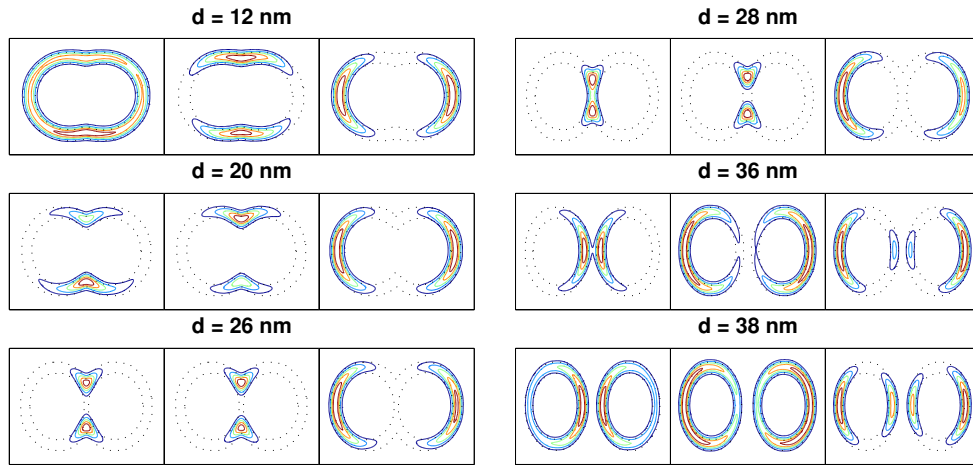 d = 12 nm
d = 28 nm
d = 20 nm
d = 36 nm
d = 26 nm
d = 38 nm